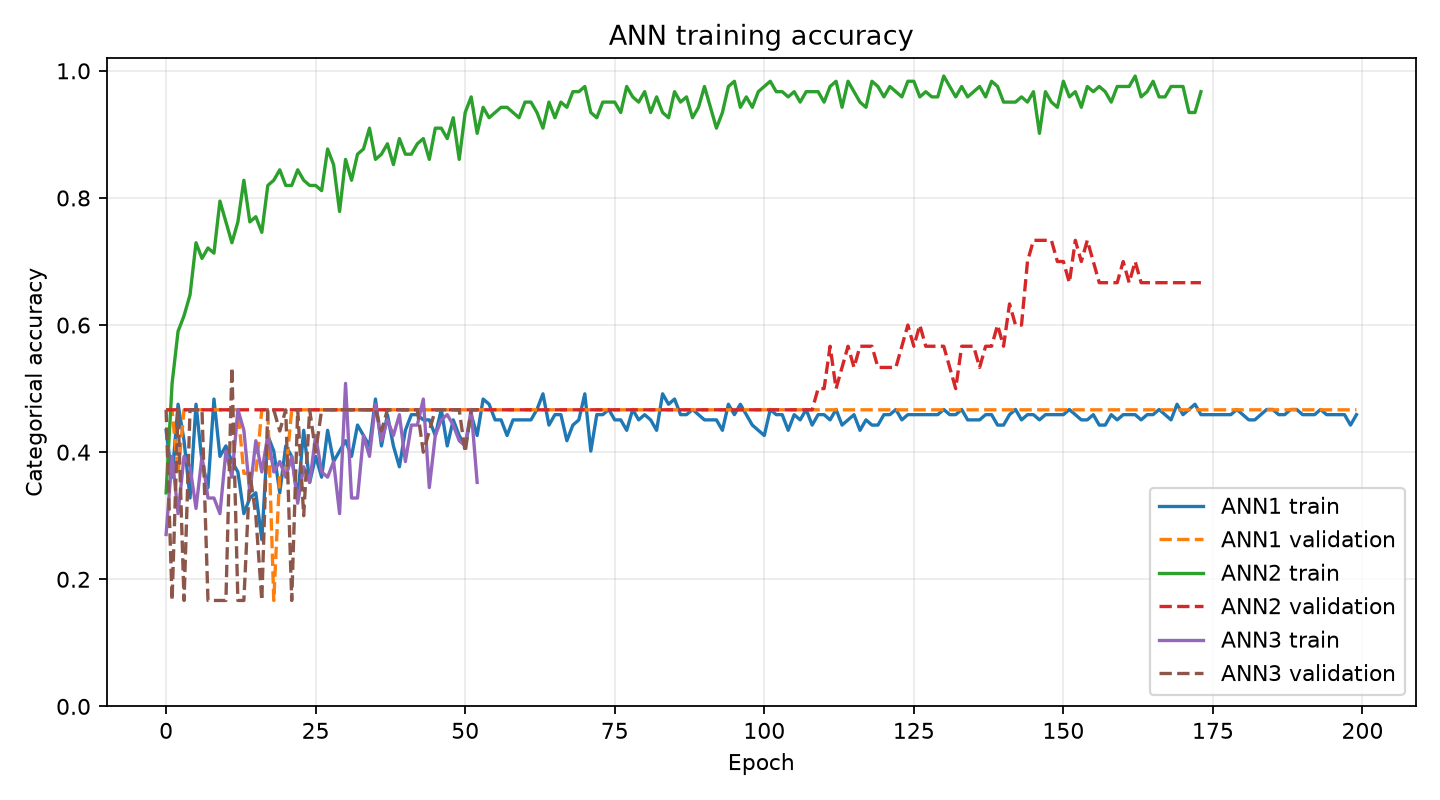 ANN training accuracy
Categorical accuracy
1.0
0.8
0.6
0.4
0.2
0.0
0 25 50 75 100 125 150 175 200
Epoch
ANN1 train
ANN1 validation
ANN2 train
ANN2 validation
ANN3 train
ANN3 validation